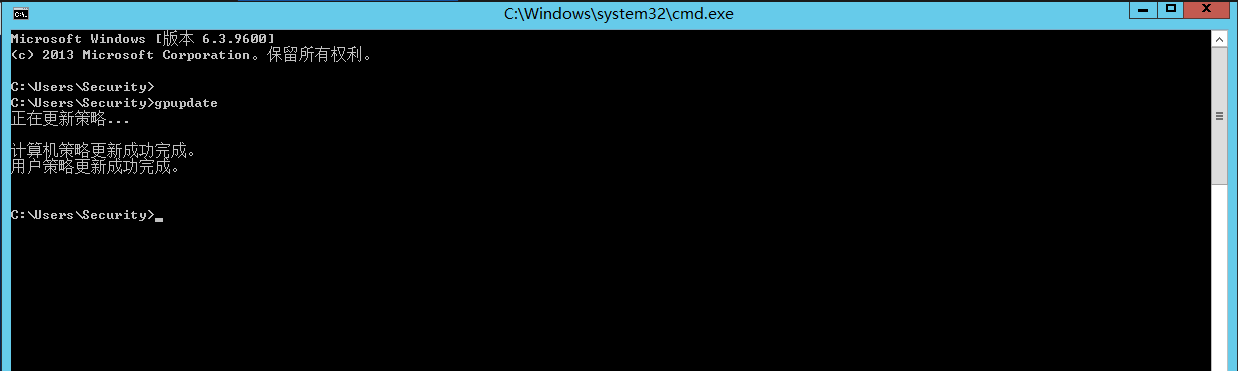 C:\Windows\system32\cmd.exe
Microsoft Windows [版本 6.3.9600]
(c) 2013 Microsoft Corporation。保留所有权利。
C:\Users\Security>
C:\Users\Security>gpupdate
正在更新策略...
计算机策略更新成功完成。
用户策略更新成功完成。
C:\Users\Security>